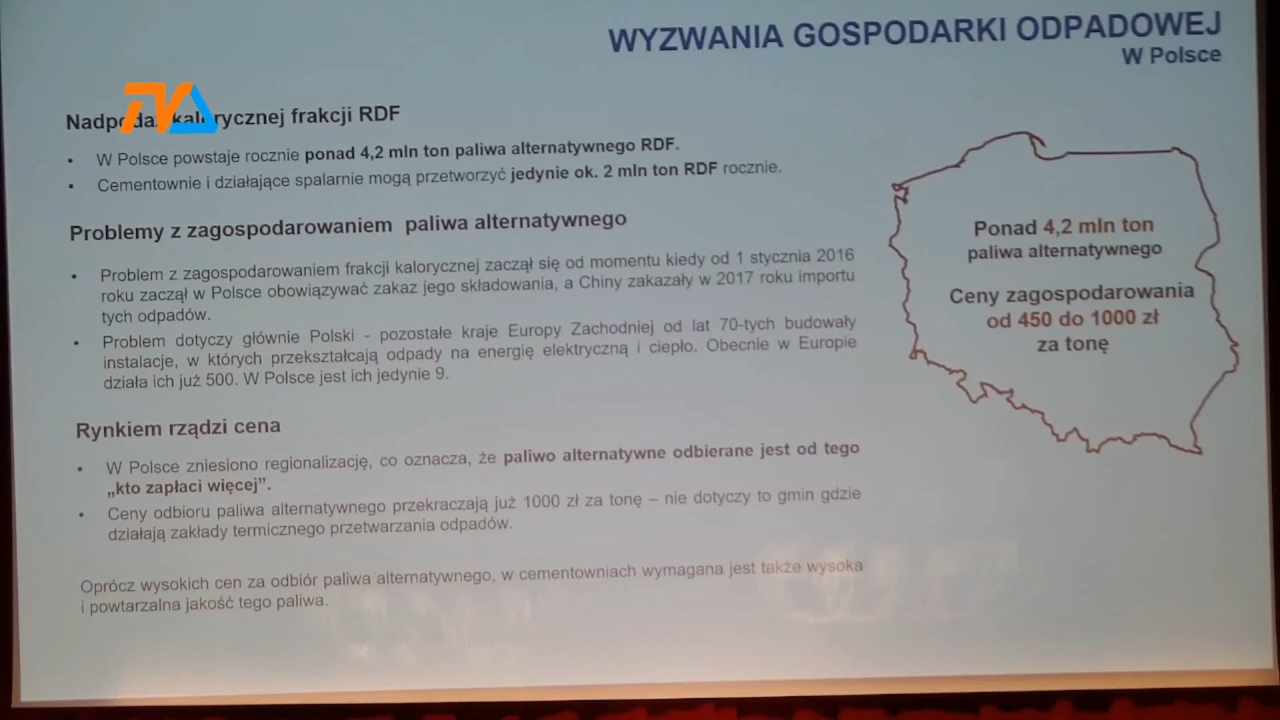 WYZWANIA GOSPODARKI ODPADOWEJ
W Polsce
TVA
kalorycznej frakcji RDF
• W Polsce powstaje rocznie ponad 4,2 mln ton paliwa alternatywnego RDF.
• Cementownie i działające spalarnie mogą przetworzyć jedynie ok. 2 mln ton RDF rocznie.
Problemy z zagospodarowaniem paliwa alternatywnego
• Problem z zagospodarowaniem frakcji kalorycznej zaczął się od momentu kiedy od 1 stycznia 2016
roku zaczął w Polsce obowiązywać zakaz jego składowania, a Chiny zakazały w 2017 roku importu
tych odpadów.
• Problem dotyczy głównie Polski - pozostałe kraje Europy Zachodniej od lat 70-tych budowały
instalacje, w których przekształcają odpady na energię elektryczną i ciepło. Obecnie w Europie
działa ich już 500. W Polsce jest ich jedynie 9.
Rynkiem rządzi cena
• W Polsce zniesiono regionalizację, co oznacza, że paliwo alternatywne odbierane jest od tego
„kto zapłaci więcej”.
• Ceny odbioru paliwa alternatywnego przekraczają już 1000 zł za tonę – nie dotyczy to gmin gdzie
działają zakłady termicznego przetwarzania odpadów.
Oprócz wysokich cen za odbiór paliwa alternatywnego, w cementowniach wymagana jest także wysoka
i powtarzalna jakość tego paliwa.
Ponad 4,2 mln ton
paliwa alternatywnego
Ceny zagospodarowania
od 450 do 1000 zł
za tonę